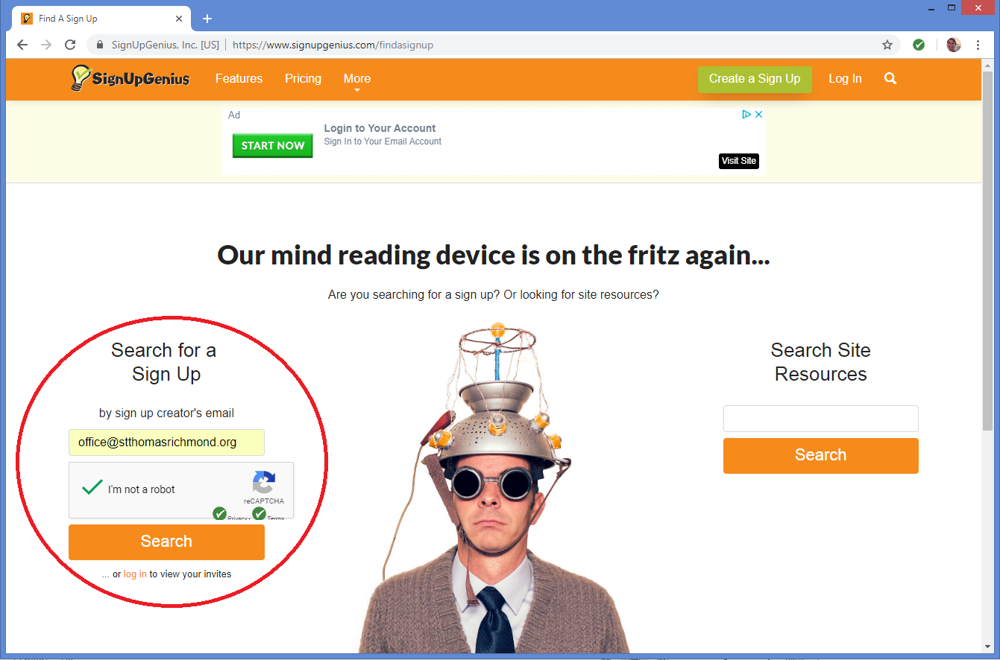 Find A Sign Up
SignUpGenius, Inc. [US] | https://www.signupgenius.com/findasignup
SignUpGenius Features Pricing More Create a Sign Up Log In
Ad
START NOW
Login to Your Account
Sign In to Your Email Account
Visit Site
Our mind reading device is on the fritz again...
Are you searching for a sign up? Or looking for site resources?
Search for a
Sign Up
by sign up creator's email
office@stthomasrichmond.org
I'm not a robot
reCAPTCHA
Privacy - Terms
Search
... or log in to view your invites
Search Site
Resources
Search